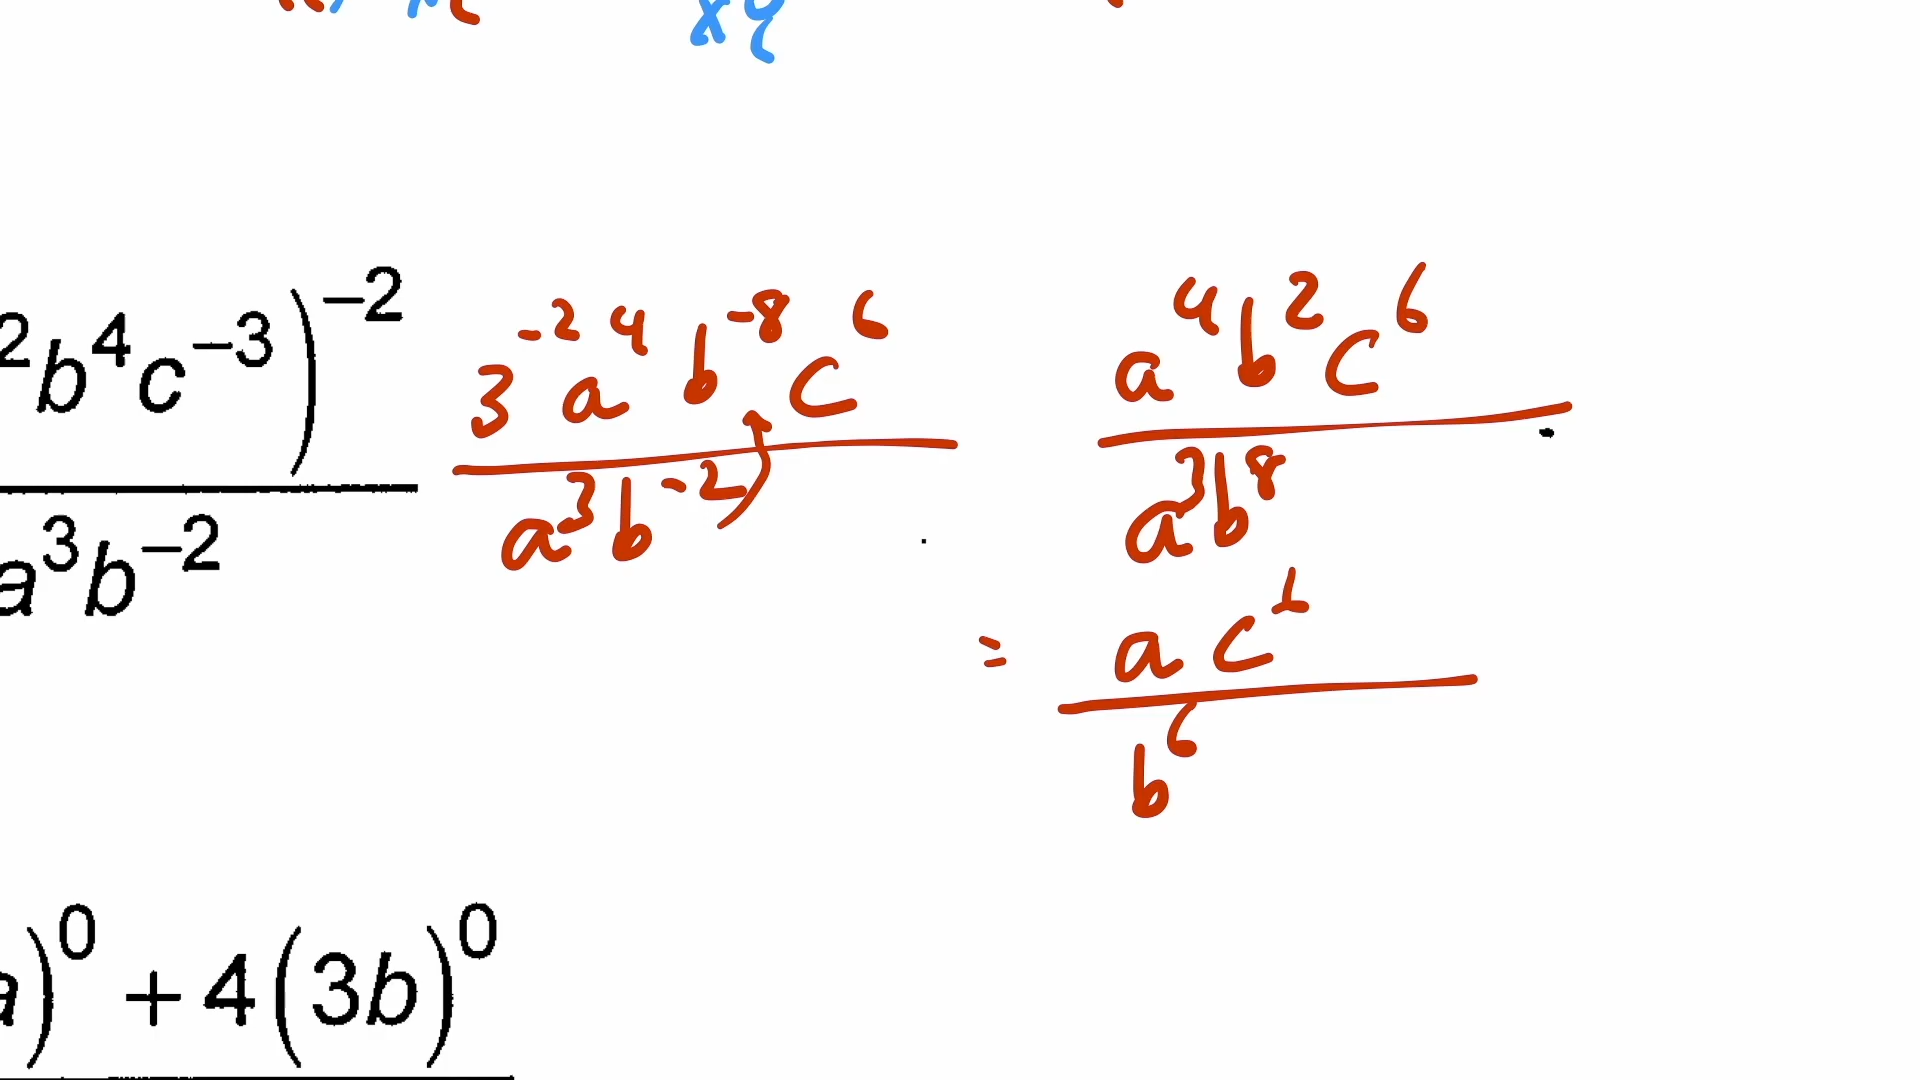 x
²b⁴c⁻³)⁻² 3⁻² a⁴ b⁻⁸ c⁶ a⁴b²c⁶
a³b⁻² a³b⁻² a³b⁸
= a c⁶
b⁶
a)⁰ + 4(3b)⁰